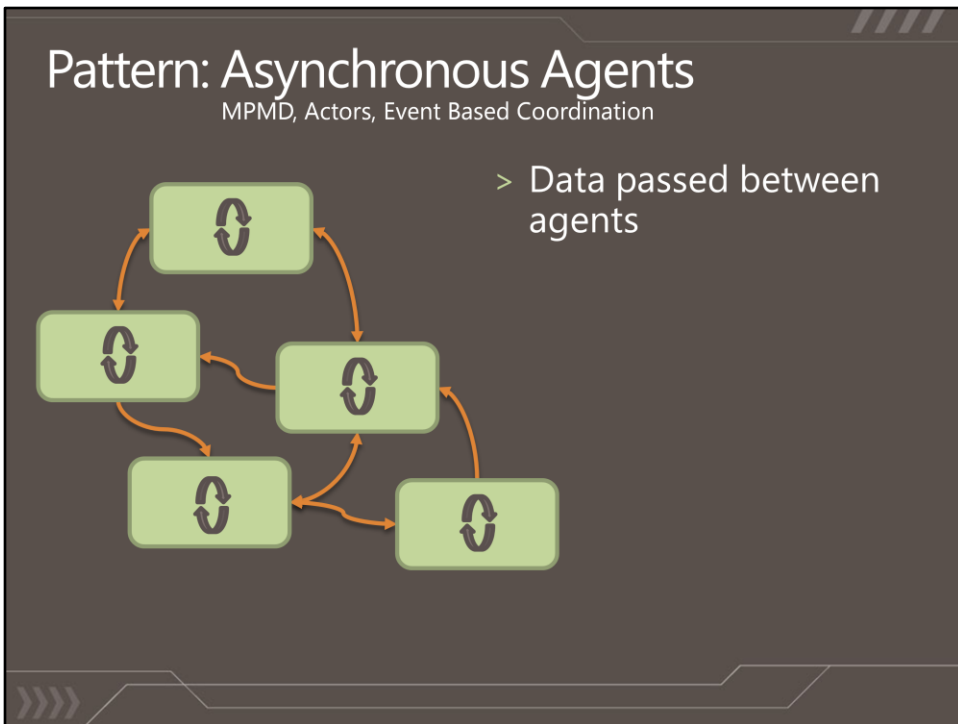 Pattern: Asynchronous Agents
MPMD, Actors, Event Based Coordination
> Data passed between
agents